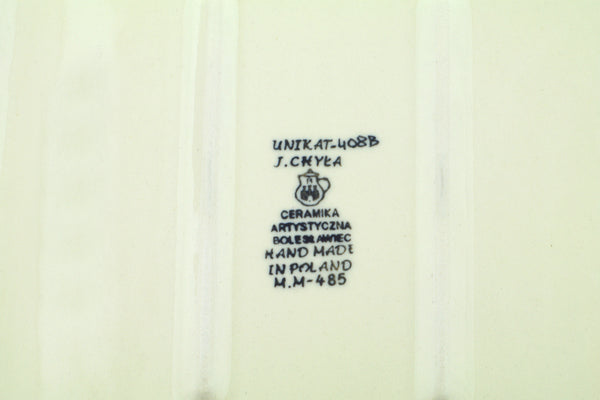 UNIKAT-408B
J.CHYŁA
CERAMIKA
ARTYSTYCZNA
BOLESŁAWIEC
HAND MADE
IN POLAND
M.M-485